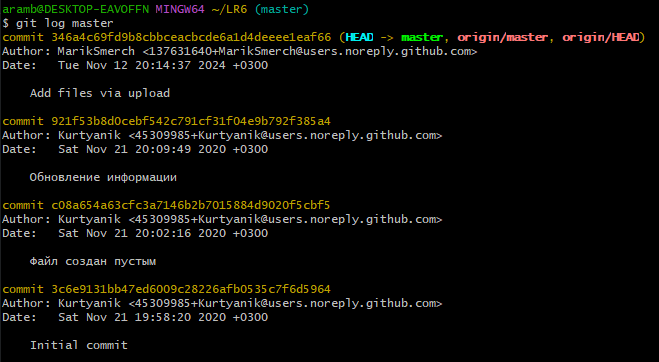 aramb@DESKTOP-EAVOFFN MINGW64 ~/LR6 (master)
$ git log master
commit 346a4c69fd9b8cbbceacbcde6a1d4deeee1eaf66 (HEAD -> master, origin/master, origin/HEAD)
Author: MarikSmerch <137631640+MarikSmerch@users.noreply.github.com>
Date:   Tue Nov 12 20:14:37 2024 +0300

    Add files via upload

commit 921f53b8d0cebf542c791cf31f04e9b792f385a4
Author: Kurtyanik <45309985+Kurtyanik@users.noreply.github.com>
Date:   Sat Nov 21 20:09:49 2020 +0300

    Обновление информации

commit c08a654a63cfc3a7146b2b7015884d9020f5cbf5
Author: Kurtyanik <45309985+Kurtyanik@users.noreply.github.com>
Date:   Sat Nov 21 20:02:16 2020 +0300

    Файл создан пустым

commit 3c6e9131bb47ed6009c28226afb0535c7f6d5964
Author: Kurtyanik <45309985+Kurtyanik@users.noreply.github.com>
Date:   Sat Nov 21 19:58:20 2020 +0300

    Initial commit